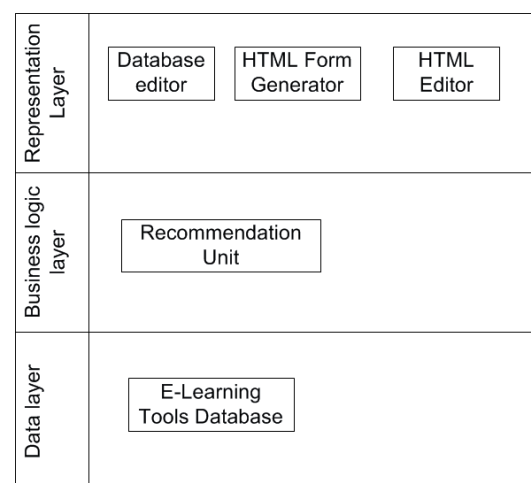 Representation
Layer
Database
editor
HTML Form
Generator
HTML
Editor
Business logic
layer
Recommendation
Unit
Data layer
E-Learning
Tools Database